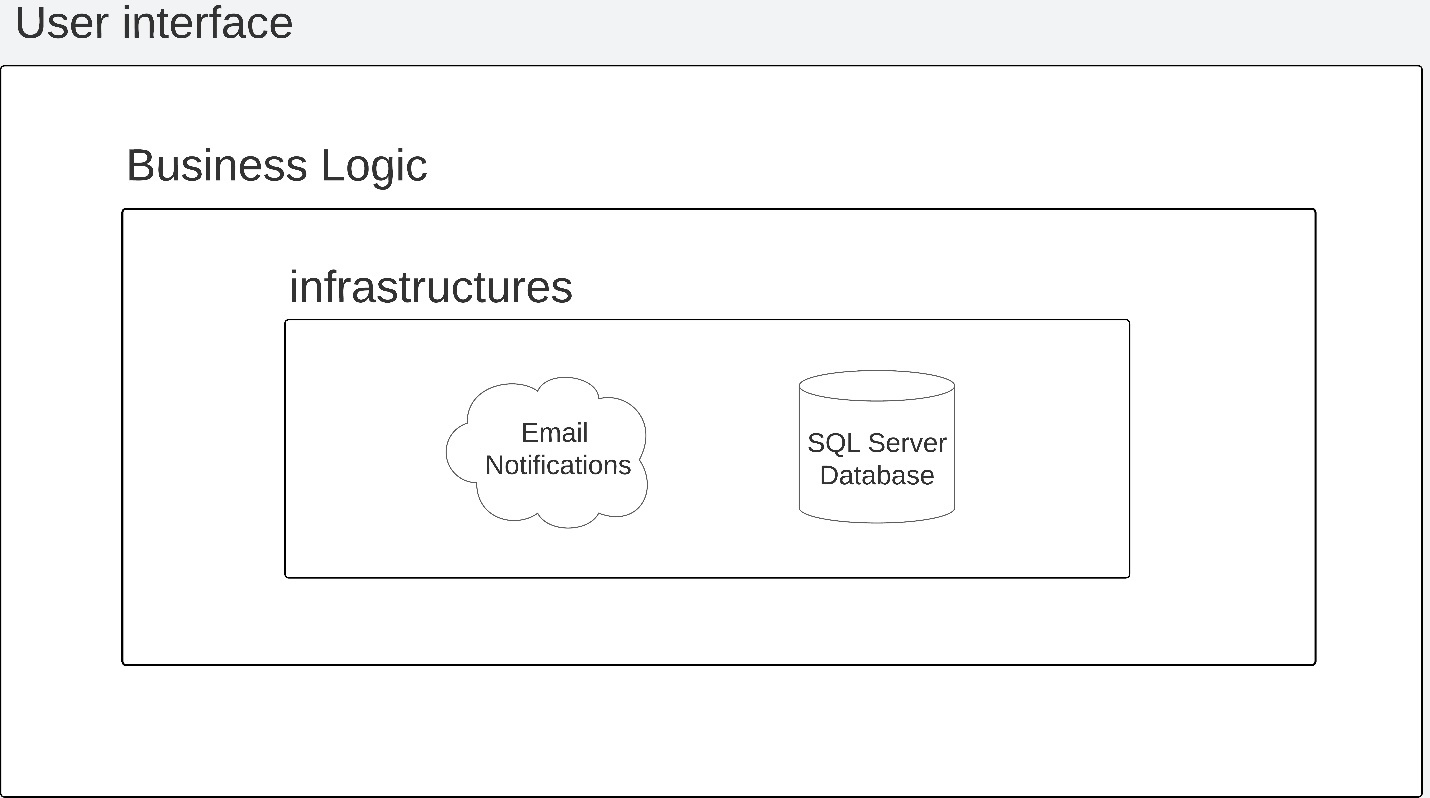 User interface
Business Logic
infrastructures
Email
Notifications
SQL Server
Database